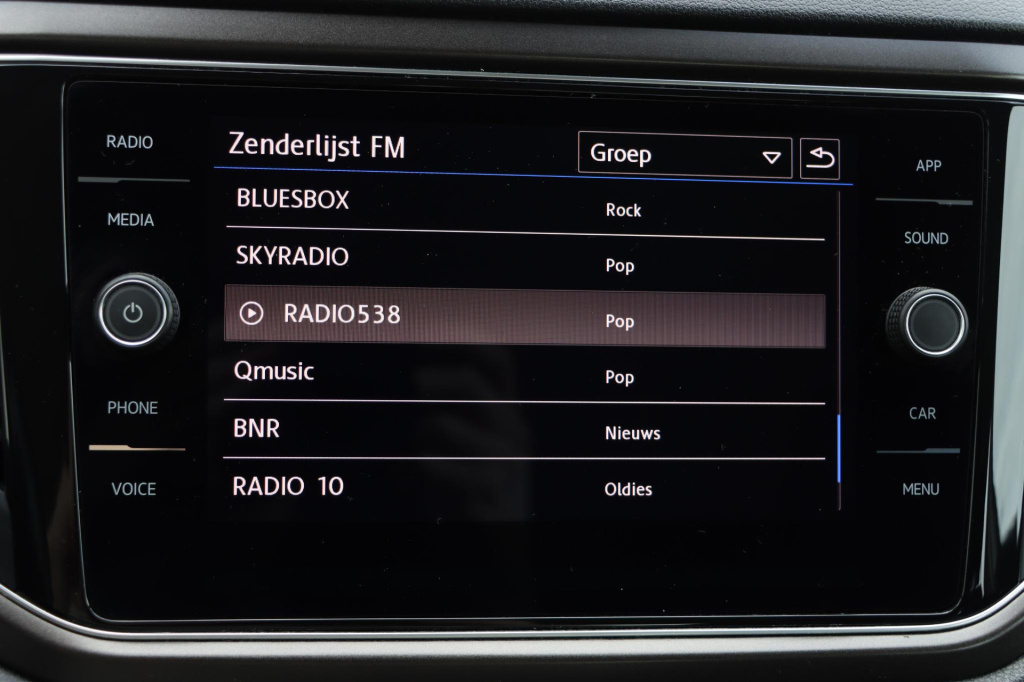 RADIO
MEDIA
PHONE
VOICE
Zenderlijst FM Groep
BLUESBOX Rock
SKYRADIO Pop
RADIO538 Pop
Qmusic Pop
BNR Nieuws
RADIO 10 Oldies
APP
SOUND
CAR
MENU